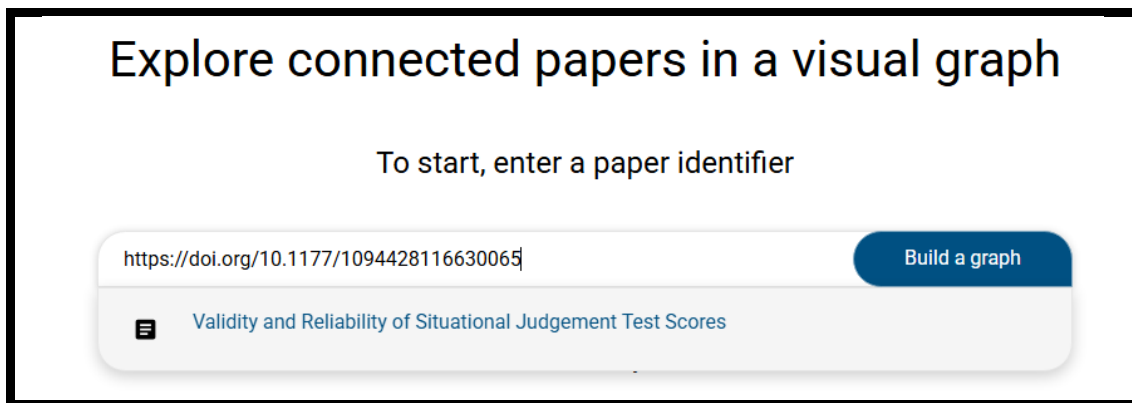 Explore connected papers in a visual graph
To start, enter a paper identifier
https://doi.org/10.1177/1094428116630065
Build a graph
Validity and Reliability of Situational Judgement Test Scores